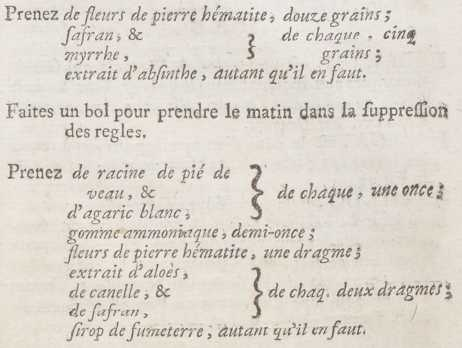 Prenez de fleurs de pierre hématite, douze grains;
ſafran, & } de chaque, cinq
myrrhe, } grains;
extrait d'abſinthe, autant qu'il en faut.
Faites un bol pour prendre le matin dans la ſuppreſſion
des regles.
Prenez de racine de pié de
veau, & } de chaque, une once;
d'agaric blanc,
gomme ammoniaque, demi-once;
fleurs de pierre hématite, une dragme;
extrait d'aloès,
de canelle, & } de chaq. deux dragmes;
de ſafran,
ſirop de fumeterre, autant qu'il en faut.